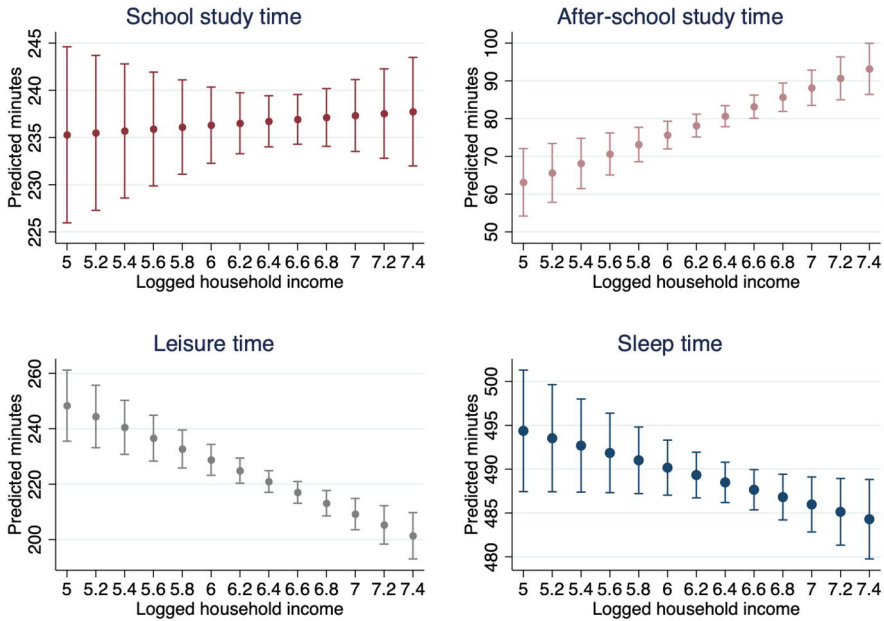 School study time
Predicted minutes
245
240
235
230
225
5 5.2 5.4 5.6 5.8 6 6.2 6.4 6.6 6.8 7 7.2 7.4
Logged household income
After-school study time
Predicted minutes
100
90
80
70
60
50
5 5.2 5.4 5.6 5.8 6 6.2 6.4 6.6 6.8 7 7.2 7.4
Logged household income
Leisure time
Predicted minutes
260
240
220
200
5 5.2 5.4 5.6 5.8 6 6.2 6.4 6.6 6.8 7 7.2 7.4
Logged household income
Sleep time
Predicted minutes
500
495
490
485
480
5 5.2 5.4 5.6 5.8 6 6.2 6.4 6.6 6.8 7 7.2 7.4
Logged household income